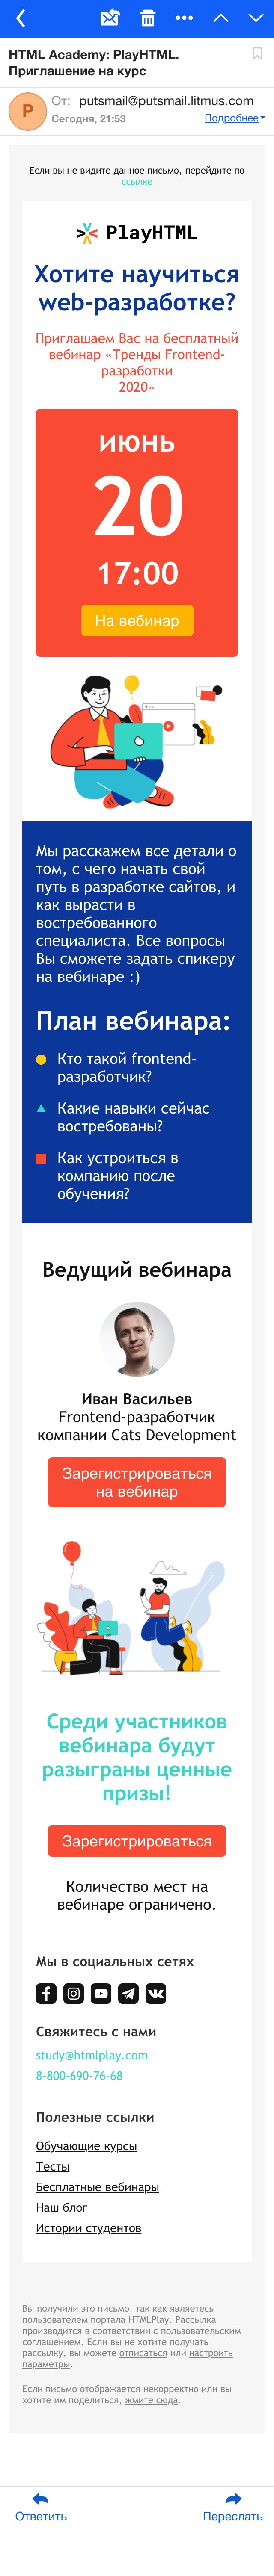 HTML Academy: PlayHTML.
Приглашение на курс
P
От: putsmail@putsmail.litmus.com
Сегодня, 21:53
Подробнее
Если вы не видите данное письмо, перейдите по
ссылке
PlayHTML
Хотите научиться
web-разработке?
Приглашаем Вас на бесплатный
вебинар «Тренды Frontend-
разработки
2020»
июнь
20
17:00
На вебинар
Мы расскажем все детали о
том, с чего начать свой
путь в разработке сайтов, и
как вырасти в
востребованного
специалиста. Все вопросы
Вы сможете задать спикеру
на вебинаре :)
План вебинара:
Кто такой frontend-
разработчик?
Какие навыки сейчас
востребованы?
Как устроиться в
компанию после
обучения?
Ведущий вебинара
Иван Васильев
Frontend-разработчик
компании Cats Development
Зарегистрироваться
на вебинар
Среди участников
вебинара будут
разыграны ценные
призы!
Зарегистрироваться
Количество мест на
вебинаре ограничено.
Мы в социальных сетях
Свяжитесь с нами
study@htmlplay.com
8-800-690-76-68
Полезные ссылки
Обучающие курсы
Тесты
Бесплатные вебинары
Наш блог
Истории студентов
Вы получили это письмо, так как являетесь
пользователем портала HTMLPlay. Рассылка
производится в соответствии с пользовательским
соглашением. Если вы не хотите получать
рассылку, вы можете отписаться или настроить
параметры.
Если письмо отображается некорректно или вы
хотите им поделиться, жмите сюда.
Ответить
Переслать